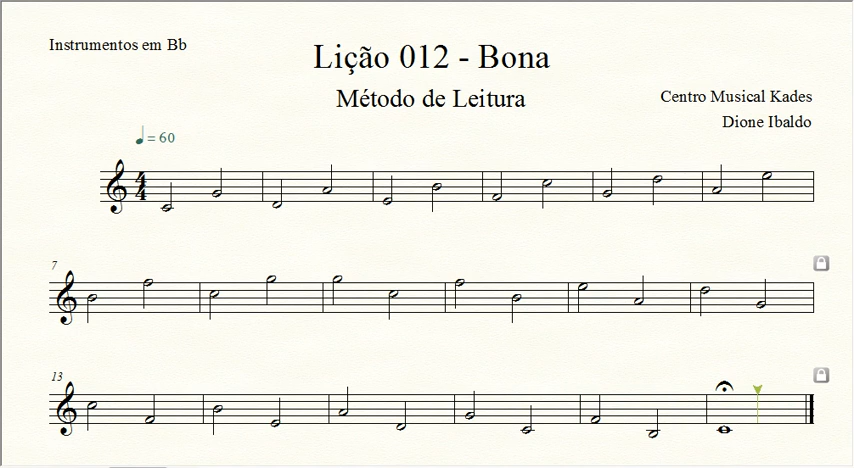 Instrumentos em Bb
Lição 012 - Bona
Método de Leitura
Centro Musical Kades
Dione Ibaldo
= 60
4
4
7
13